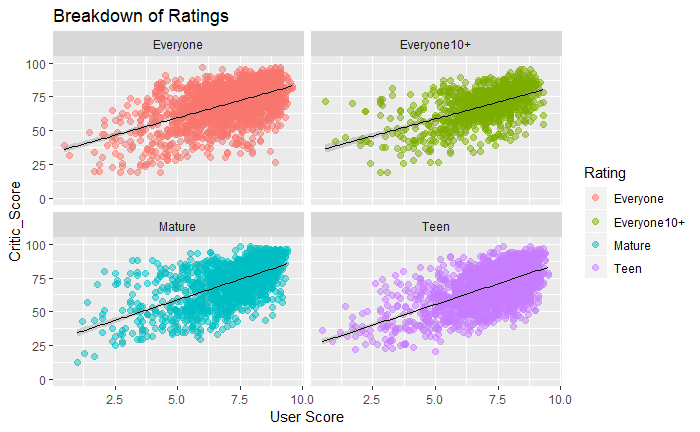 Breakdown of Ratings
Everyone
Everyone10+
100
75
50
25
0
Mature
Teen
100
75
50
25
0
2.5 5.0 7.5 10.0 2.5 5.0 7.5 10.0
User Score
Critic_Score
Rating
Everyone
Everyone10+
Mature
Teen